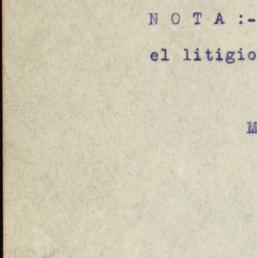 N O T A :-
el litigio
M